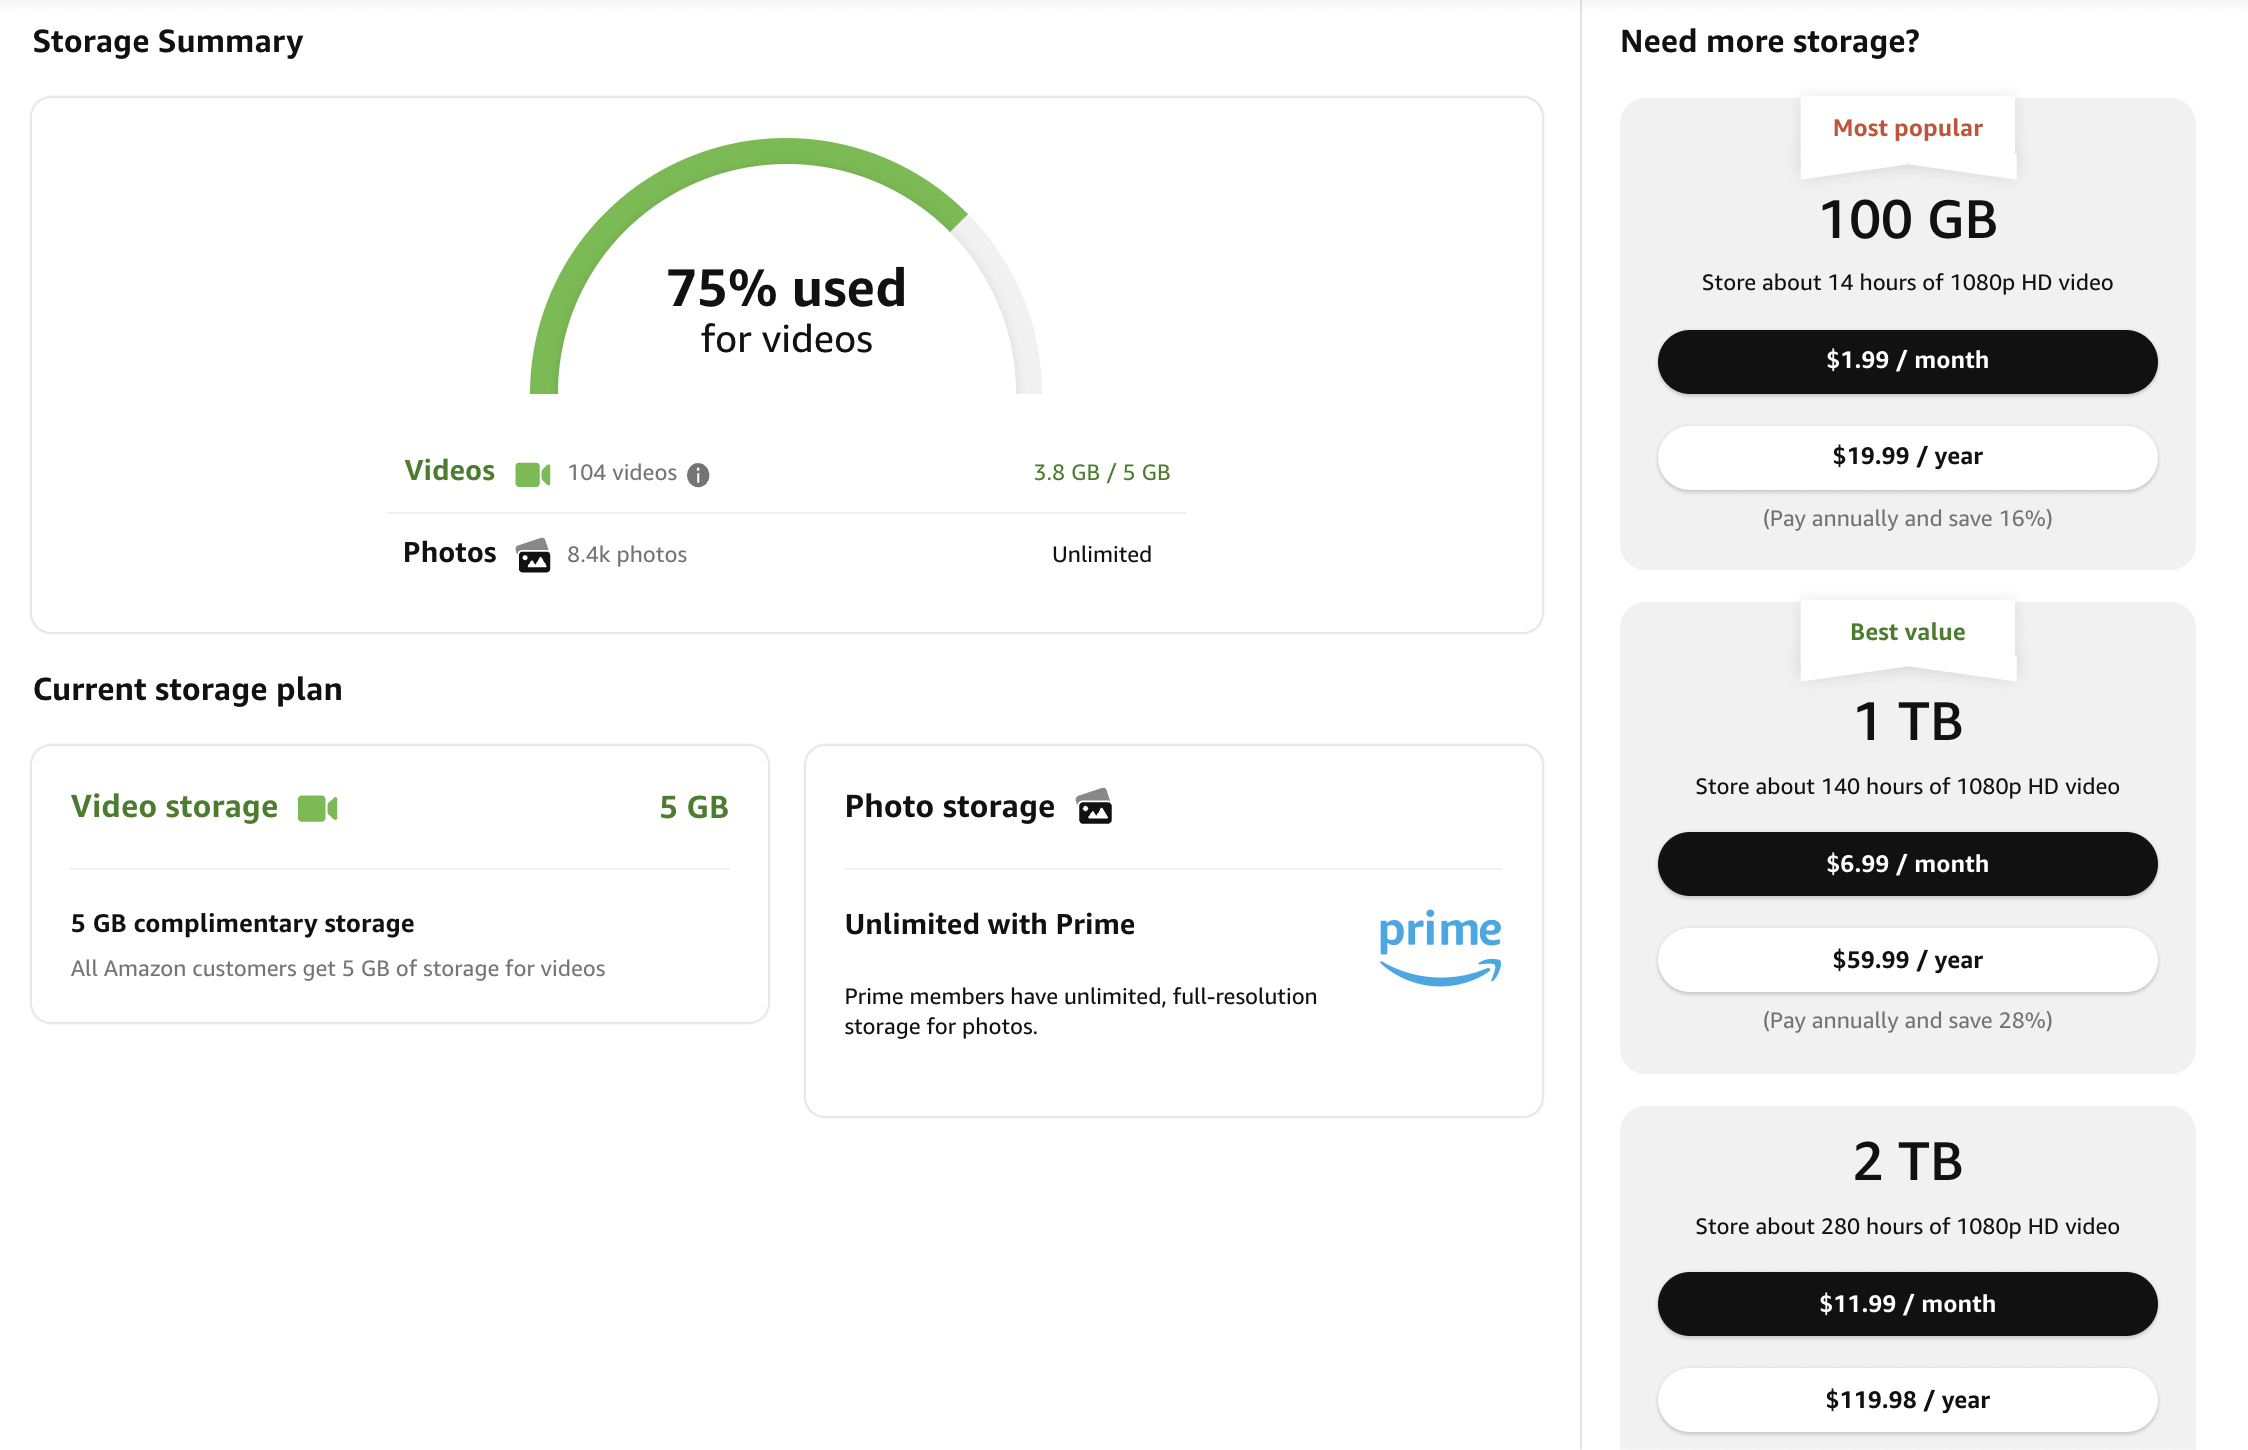 Storage Summary
75% used
for videos
Videos 104 videos 3.8 GB / 5 GB
Photos 8.4k photos Unlimited
Current storage plan
Video storage 5 GB
5 GB complimentary storage
All Amazon customers get 5 GB of storage for videos
Photo storage
Unlimited with Prime
prime
Prime members have unlimited, full-resolution
storage for photos.
Need more storage?
Most popular
100 GB
Store about 14 hours of 1080p HD video
$1.99 / month
$19.99 / year
(Pay annually and save 16%)
Best value
1 TB
Store about 140 hours of 1080p HD video
$6.99 / month
$59.99 / year
(Pay annually and save 28%)
2 TB
Store about 280 hours of 1080p HD video
$11.99 / month
$119.98 / year